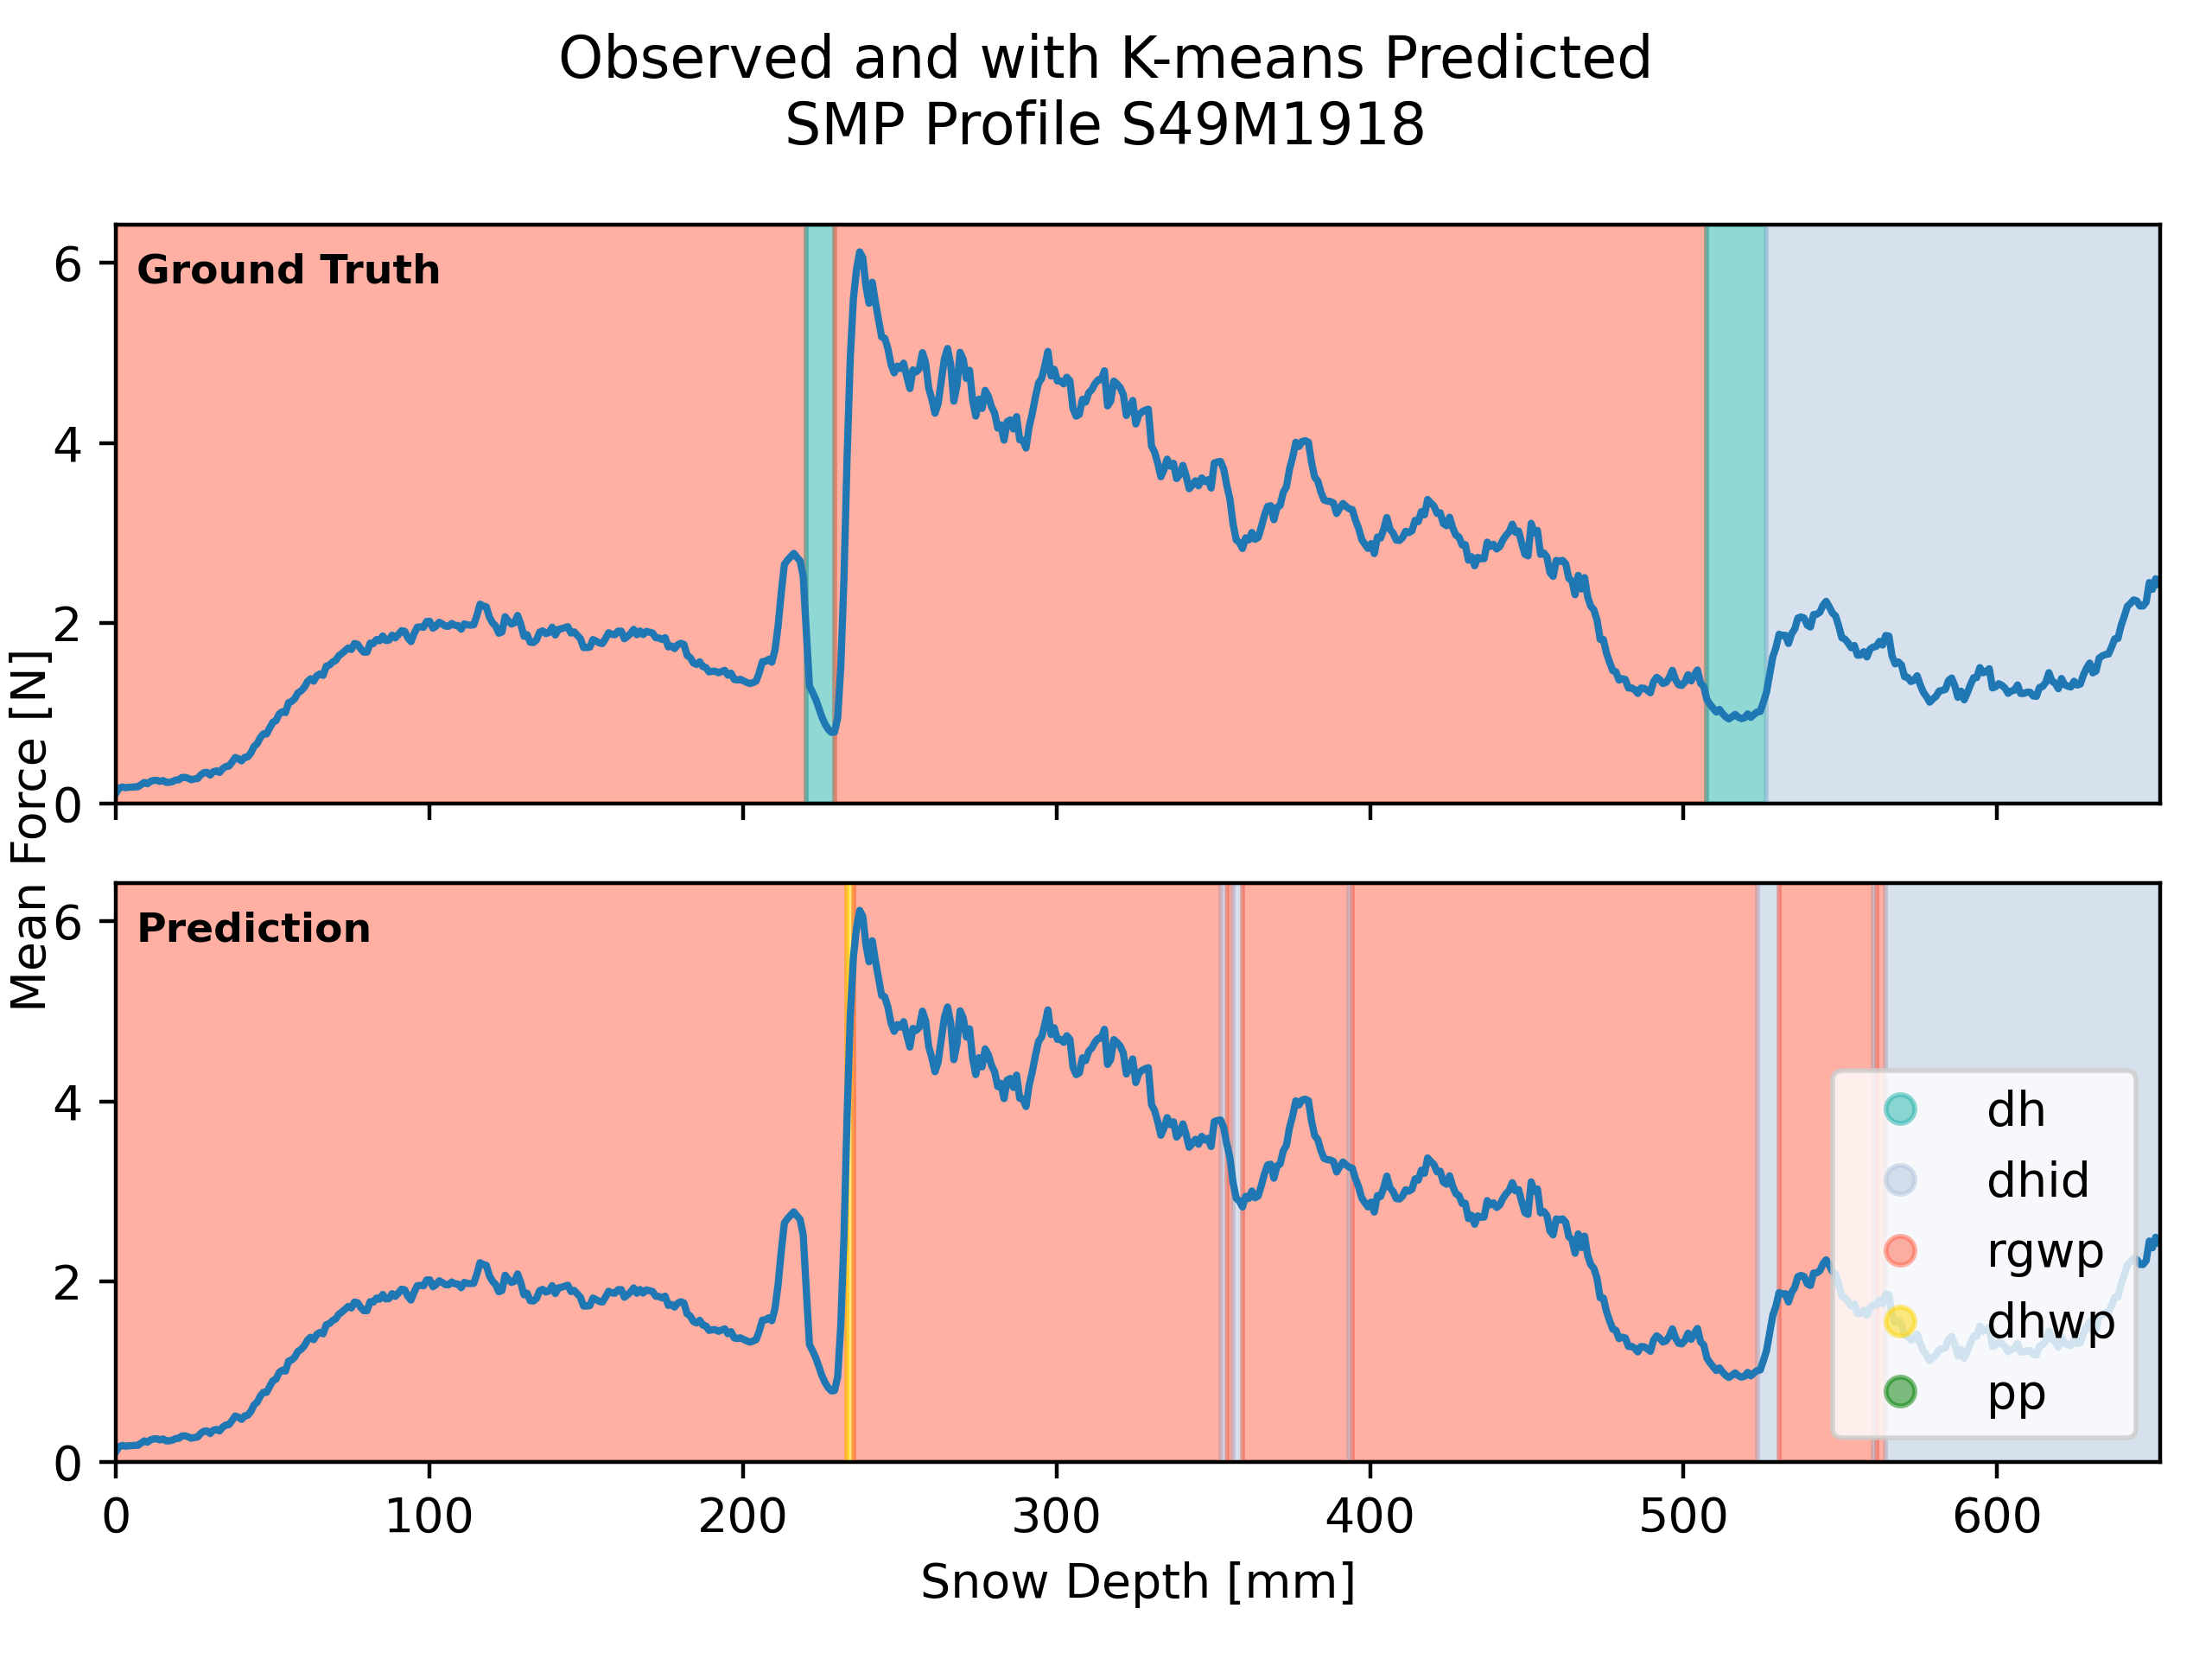 Observed and with K-means Predicted
SMP Profile S49M1918
Mean Force [N]
6
4
2
0
Ground Truth
6
4
2
0
Prediction
dh
dhid
rgwp
dhwp
pp
0 100 200 300 400 500 600
Snow Depth [mm]